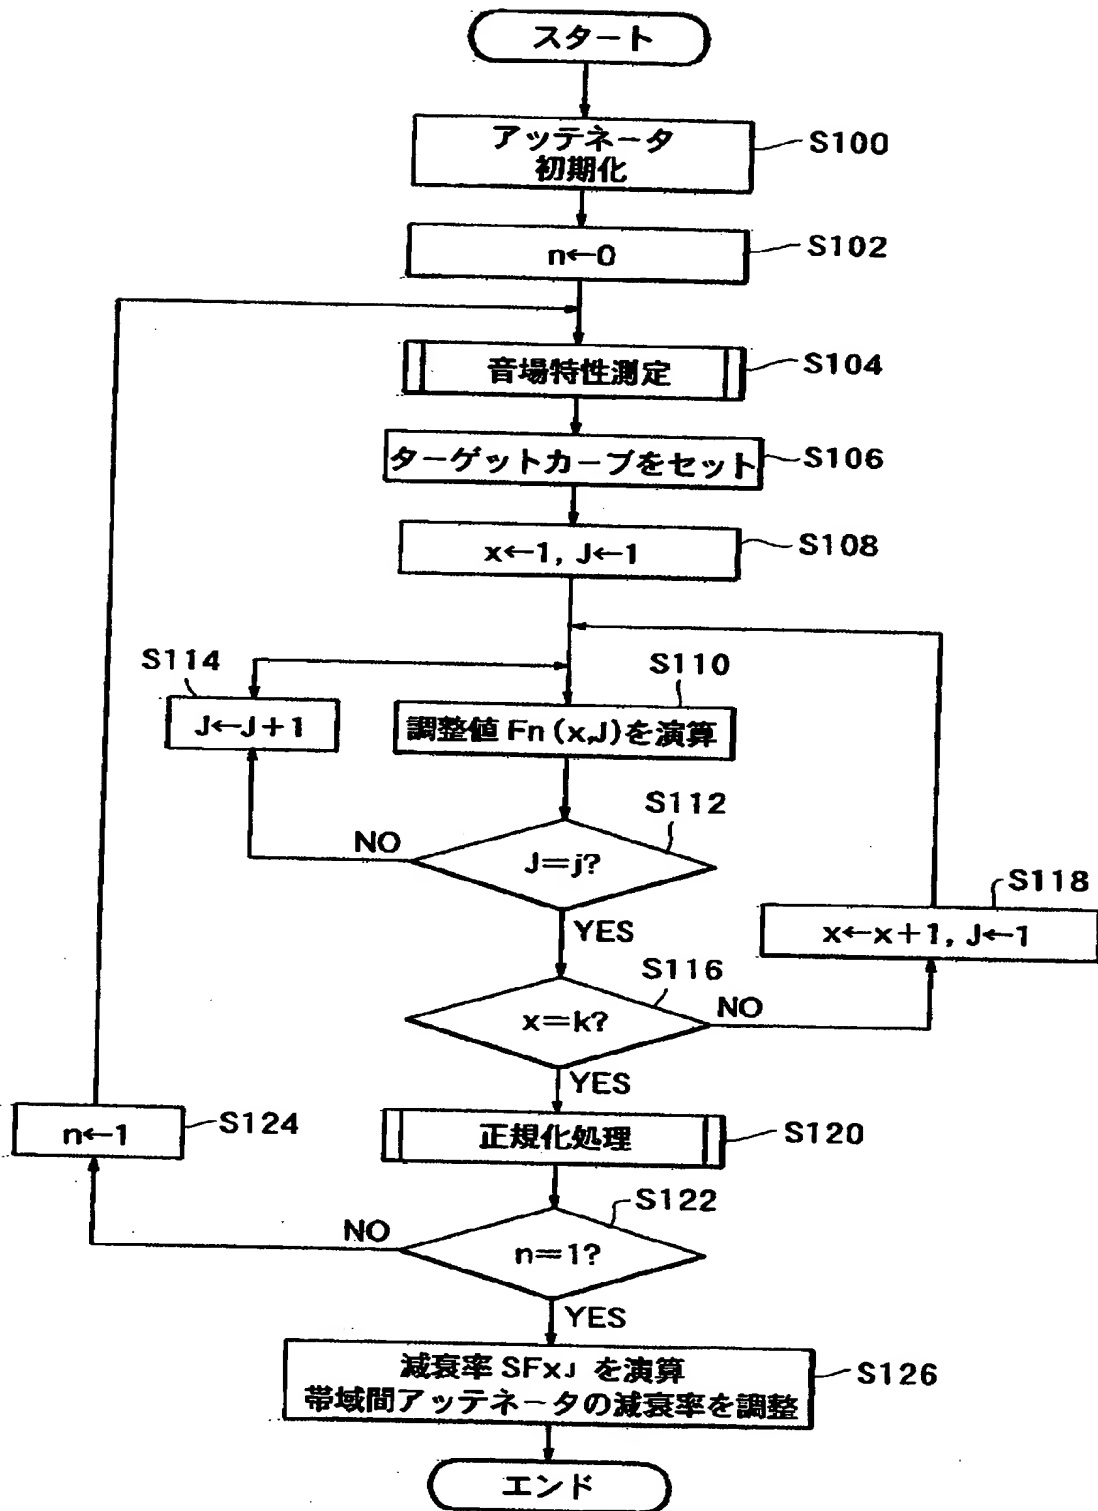 スタート
アッテネータ
初期化
S100
n←0
S102
音場特性測定
S104
ターゲットカーブをセット
S106
x←1, J←1
S108
S114
J←J+1
S110
調整値 Fn (x,J)を演算
S112
J=j?
NO
YES
S118
x←x+1, J←1
S116
x=k?
NO
YES
n←1
S124
正規化処理
S120
S122
n=1?
NO
YES
減衰率 SFxJ を演算
帯域間アッテネータの減衰率を調整
S126
エンド